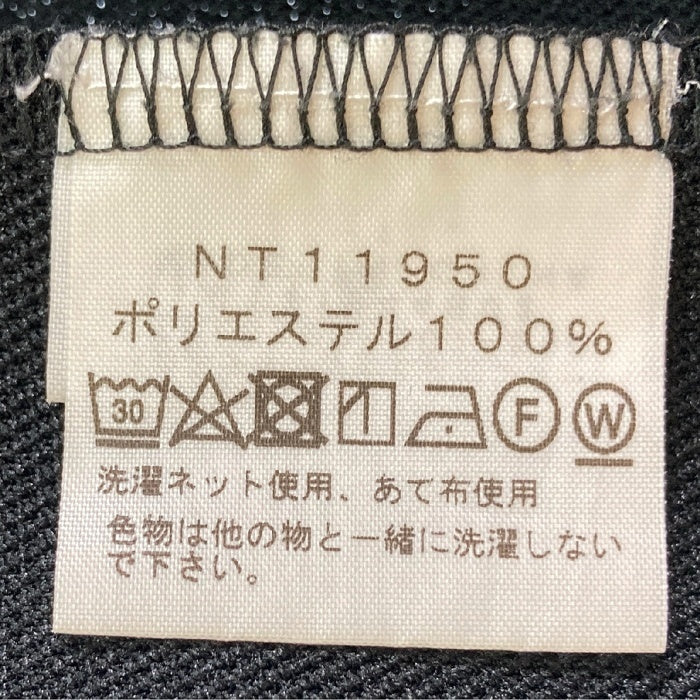 NT11950
ポリエステル100%
30 F W
洗濯ネット使用、あて布使用
色物は他の物と一緒に洗濯しない
で下さい。